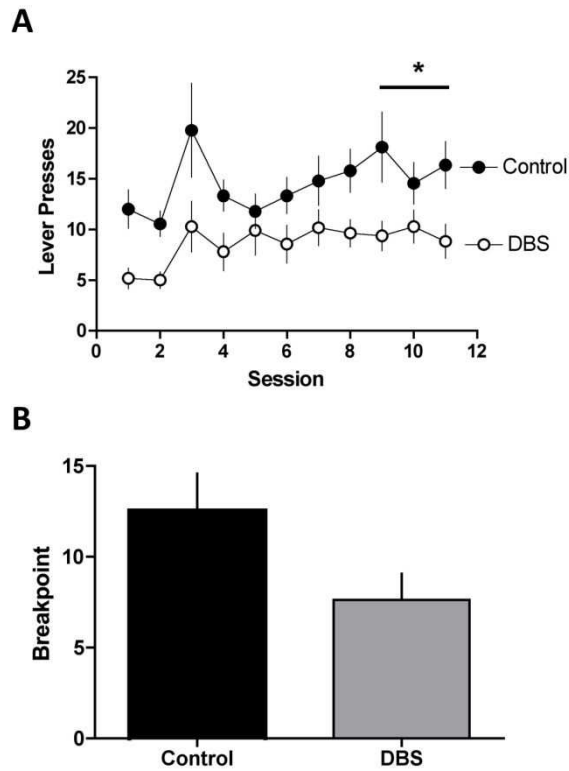 A
25
20
15
10
5
0
Lever Presses
*
Control
DBS
0 2 4 6 8 10 12
Session
B
15
10
5
0
Breakpoint
Control DBS